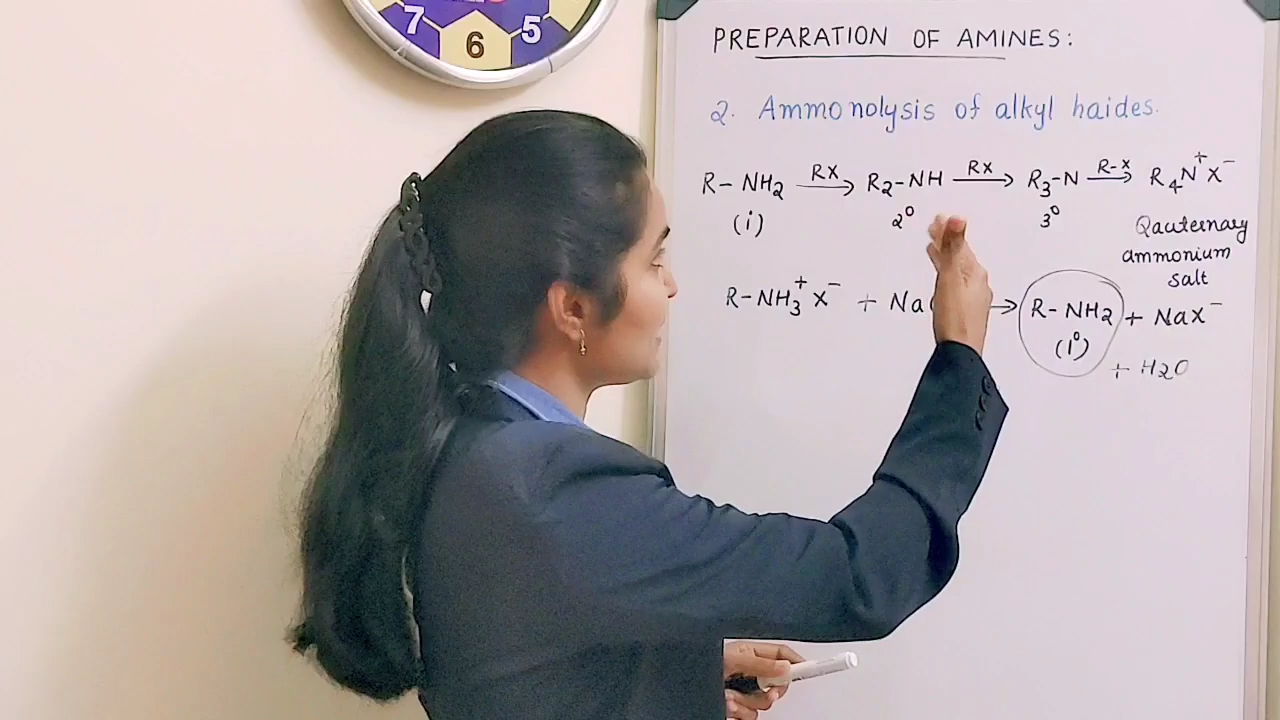 7 6 5
PREPARATION OF AMINES:
2. Ammonolysis of alkyl haides.
R-NH2 RX→ R2-NH RX→ R3-N R-X→ R4N+X-
(i) 2° 3°
Qauternary
ammonium
salt
R-NH3+X- + Na → R-NH2 + NaX-
(1°)
+ H2O